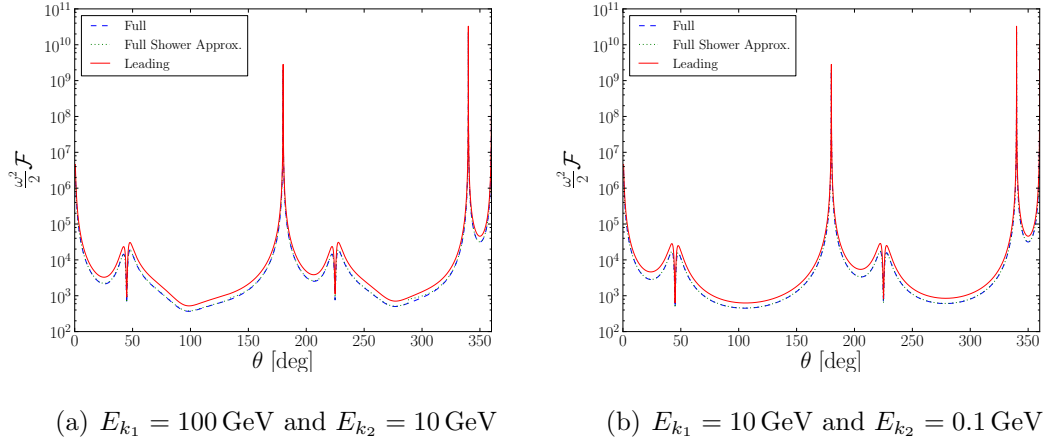 10^11
10^10
10^9
10^8
10^7
10^6
10^5
10^4
10^3
10^2
ω^2/2 𝓕
Full
Full Shower Approx.
Leading
0 50 100 150 200 250 300 350
θ [deg]
10^11
10^10
10^9
10^8
10^7
10^6
10^5
10^4
10^3
10^2
ω^2/2 𝓕
Full
Full Shower Approx.
Leading
0 50 100 150 200 250 300 350
θ [deg]
(a) E_{k_1} = 100 GeV and E_{k_2} = 10 GeV
(b) E_{k_1} = 10 GeV and E_{k_2} = 0.1 GeV